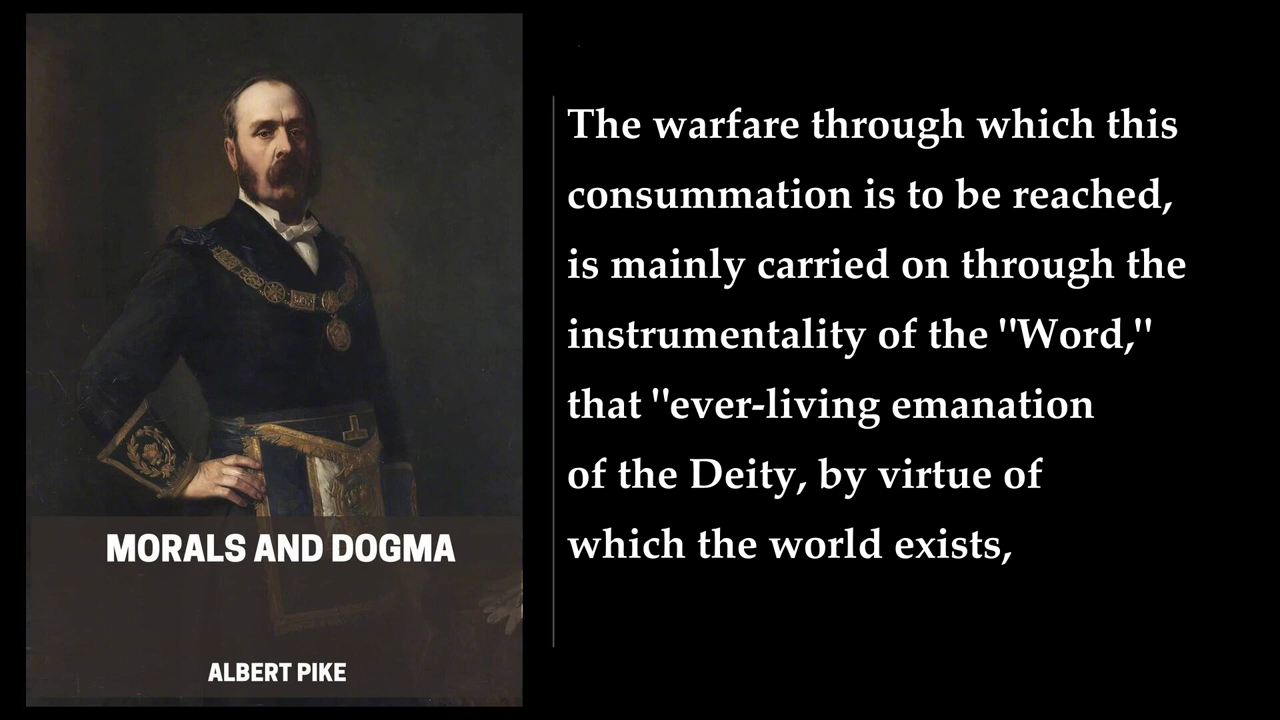 MORALS AND DOGMA
ALBERT PIKE
The warfare through which this
consummation is to be reached,
is mainly carried on through the
instrumentality of the "Word,"
that "ever-living emanation
of the Deity, by virtue of
which the world exists,